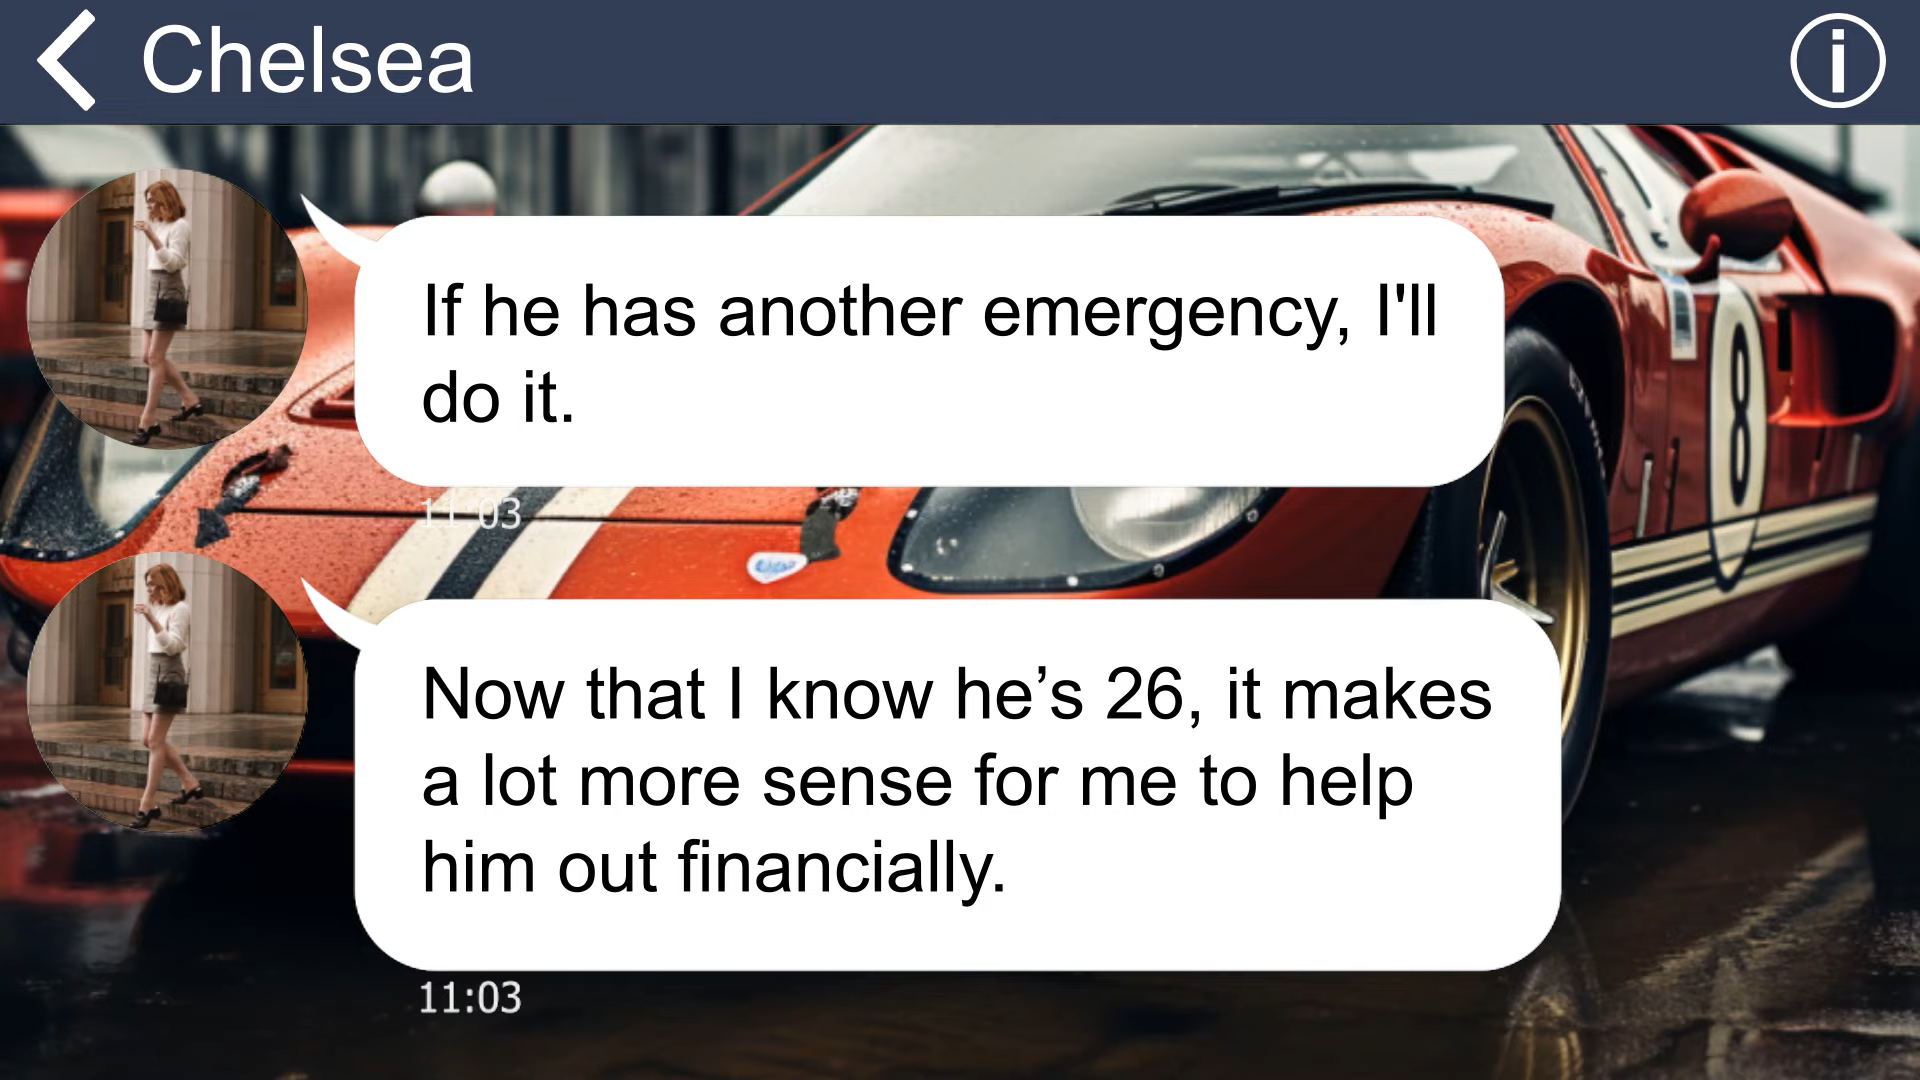 Chelsea
If he has another emergency, I'll
do it.
11:03
8
Now that I know he’s 26, it makes
a lot more sense for me to help
him out financially.
11:03